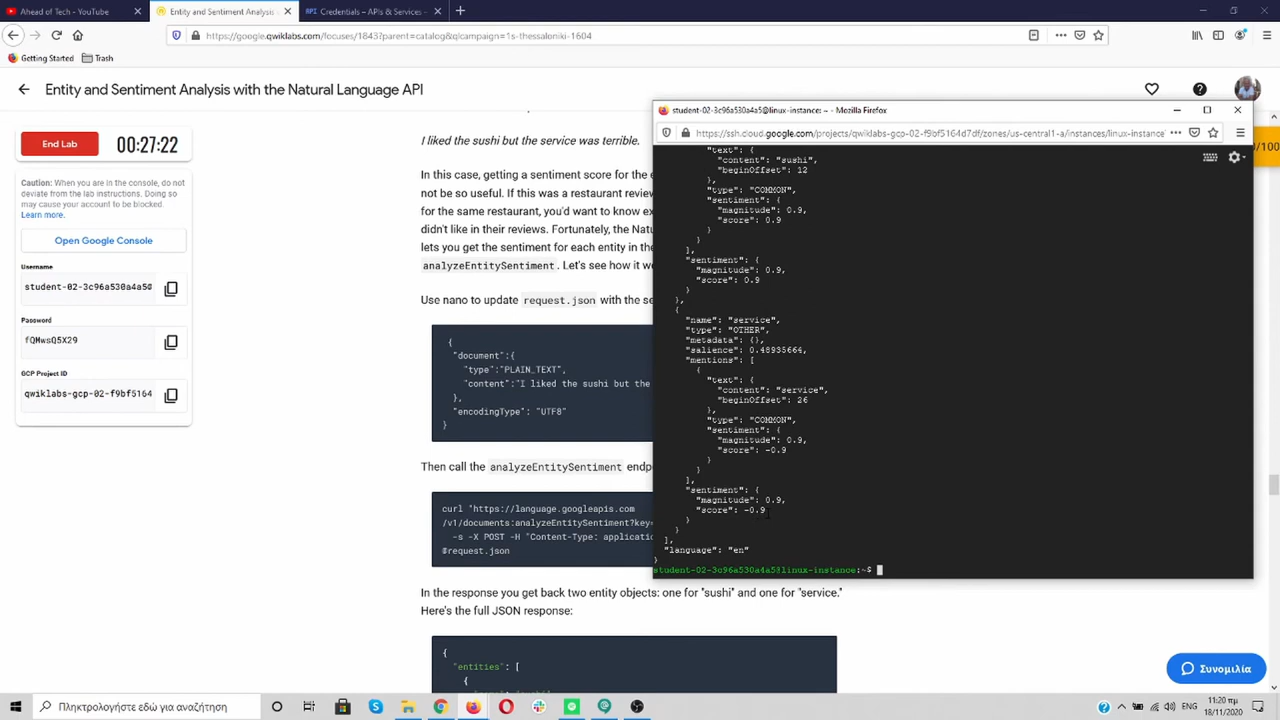 Ahead of Tech - YouTube
Entity and Sentiment Analysis
Credentials – APIs & Services –
https://google.qwiklabs.com/focuses/1843?parent=catalog&qlcampaign=1s-thessaloniki-1604
Getting Started
Trash
Entity and Sentiment Analysis with the Natural Language API
End Lab
00:27:22
Caution: When you are in the console, do not
deviate from the lab instructions. Doing so
may cause your account to be blocked.
Learn more.
Open Google Console
Username
student-02-3c96a530a4a5@
Password
fQMwsQ5X29
GCP Project ID
qwiklabs-gcp-02-f9bf5164
I liked the sushi but the service was terrible.
In this case, getting a sentiment score for the e
not be so useful. If this was a restaurant review
for the same restaurant, you'd want to know ex
didn't like in their reviews. Fortunately, the Natu
lets you get the sentiment for each entity in the
analyzeEntitySentiment. Let's see how it wo
Use nano to update request.json with the se
{
"document":{
"type":"PLAIN_TEXT",
"content":"I liked the sushi but the
},
"encodingType": "UTF8"
}
Then call the analyzeEntitySentiment endp
curl "https://language.googleapis.com
/v1/documents:analyzeEntitySentiment?key=
-s -X POST -H "Content-Type: applicatio
@request.json
In the response you get back two entity objects: one for "sushi" and one for "service."
Here's the full JSON response:
{
"entities": [
{
student-02-3c96a530a4a5@linux-instance: ~ - Mozilla Firefox
https://ssh.cloud.google.com/projects/qwiklabs-gcp-02-f9bf5164d7df/zones/us-central1-a/instances/linux-instance
0/100
"text": {
"content": "sushi",
"beginOffset": 12
},
"type": "COMMON",
"sentiment": {
"magnitude": 0.9,
"score": 0.9
}
}
],
"sentiment": {
"magnitude": 0.9,
"score": 0.9
}
},
{
"name": "service",
"type": "OTHER",
"metadata": {},
"salience": 0.48935664,
"mentions": [
{
"text": {
"content": "service",
"beginOffset": 26
},
"type": "COMMON",
"sentiment": {
"magnitude": 0.9,
"score": -0.9
}
}
],
"sentiment": {
"magnitude": 0.9,
"score": -0.9
}
}
],
"language": "en"
}
student-02-3c96a530a4a5@linux-instance:~$
Συνομιλία
Πληκτρολογήστε εδώ για αναζήτηση
ΕΝG
11:20 πμ
18/11/2020